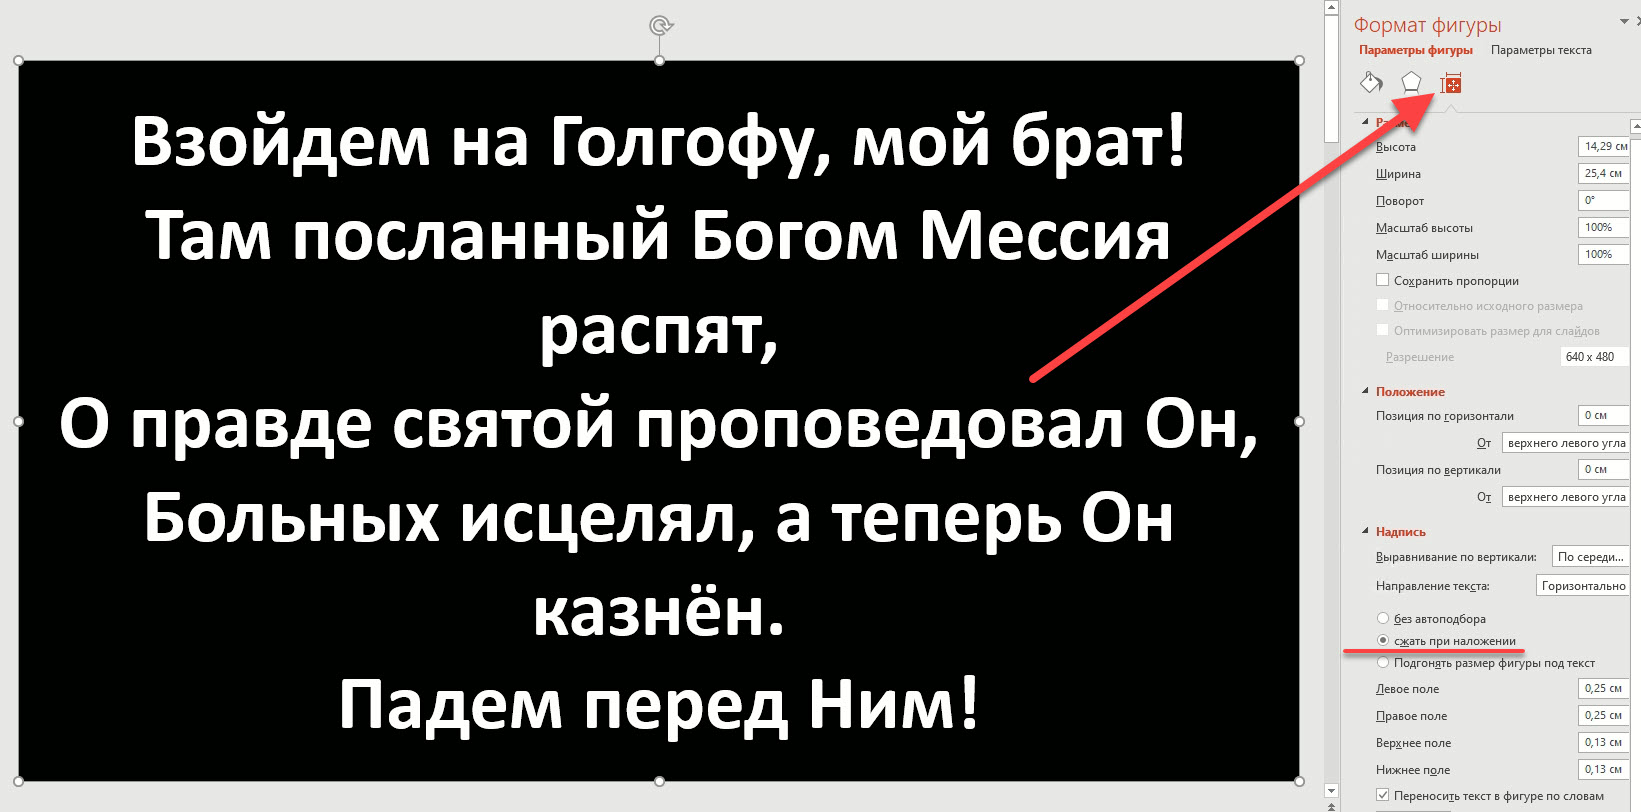 Взойдем на Голгофу, мой брат!
Там посланный Богом Мессия
распят,
О правде святой проповедовал Он,
Больных исцелял, а теперь Он
казнён.
Падем перед Ним!
Формат фигуры
Параметры фигуры Параметры текста
Высота 14,29 см
Ширина 25,4 см
Поворот 0°
Масштаб высоты 100%
Масштаб ширины 100%
Сохранить пропорции
Относительно исходного размера
Оптимизировать размер для слайдов
Разрешение 640 x 480
Положение
Позиция по горизонтали 0 см
От верхнего левого угла
Позиция по вертикали 0 см
От верхнего левого угла
Надпись
Выравнивание по вертикали: По середи...
Направление текста: Горизонтально
без автоподбора
сжать при наложении
Подгонять размер фигуры под текст
Левое поле 0,25 см
Правое поле 0,25 см
Верхнее поле 0,13 см
Нижнее поле 0,13 см
Переносить текст в фигуре по словам